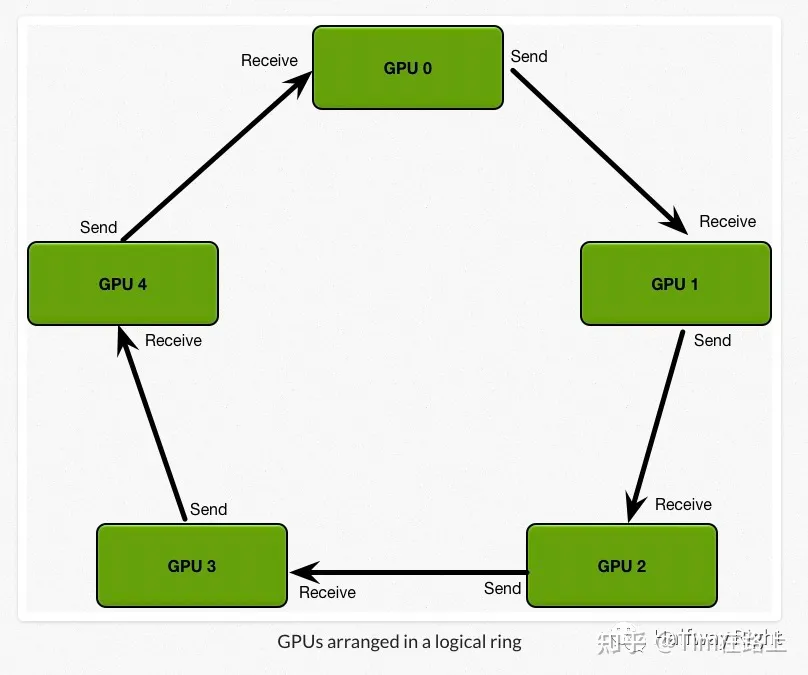 GPU 0
Receive
Send
Send
Receive
GPU 4
GPU 1
Receive
Send
Send
Receive
GPU 3
GPU 2
Receive
Send
GPUs arranged in a logical ring
知乎 @Tim在路上